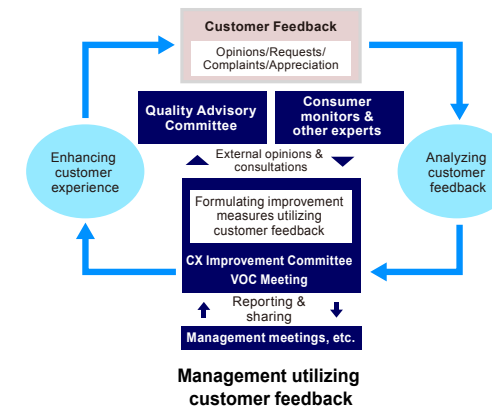 Customer Feedback
Opinions/Requests/
Complaints/Appreciation
Quality Advisory
Committee
Consumer
monitors &
other experts
Enhancing
customer
experience
External opinions &
consultations
Analyzing
customer
feedback
Formulating improvement
measures utilizing
customer feedback
CX Improvement Committee
VOC Meeting
Reporting &
sharing
Management meetings, etc.
Management utilizing
customer feedback